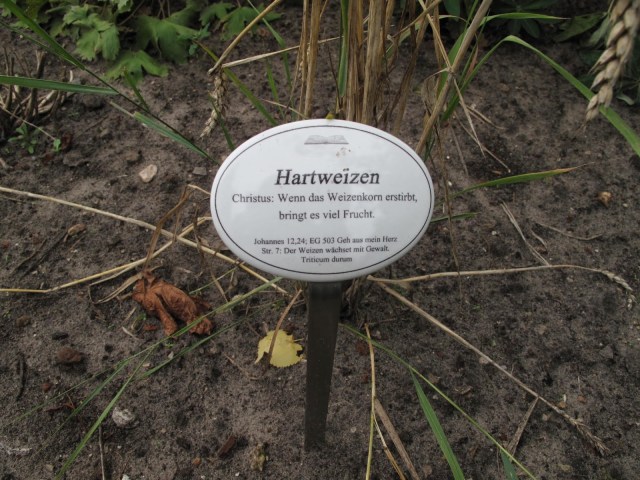 Hartweizen
Christus: Wenn das Weizenkorn erstirbt,
bringt es viel Frucht.
Johannes 12,24; EG 503 Geh aus mein Herz
Str. 7: Der Weizen wächset mit Gewalt.
Triticum durum